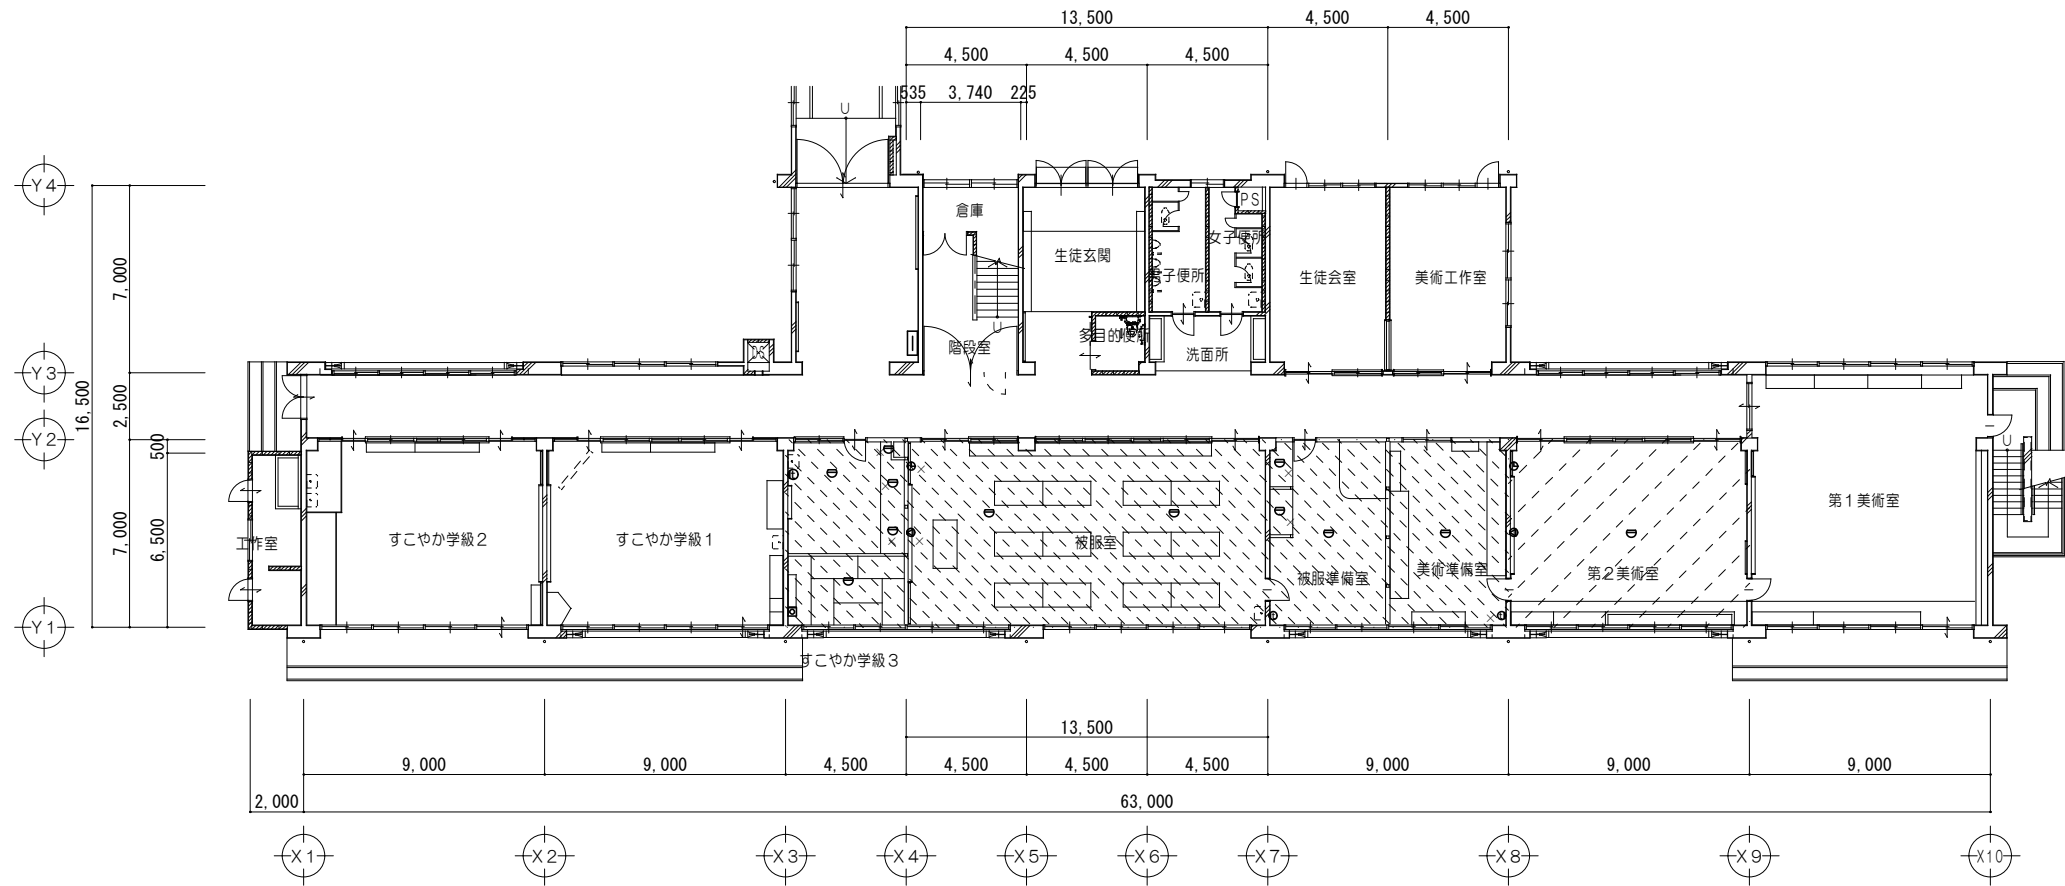 13,500
4,500
4,500
4,500
4,500
4,500
535
3,740
225
U
Y4
Y3
Y2
Y1
16,500
7,000
2,500
500
7,000
6,500
倉庫
生徒玄関
PS
女子便所
男子便所
生徒会室
美術工作室
U
階段室
多目的便所
洗面所
U
工作室
すこやか学級2
すこやか学級1
被服室
被服準備室
美術準備室
第2美術室
第1美術室
すこやか学級3
13,500
9,000
9,000
4,500
4,500
4,500
4,500
9,000
9,000
9,000
2,000
63,000
X1
X2
X3
X4
X5
X6
X7
X8
X9
X10